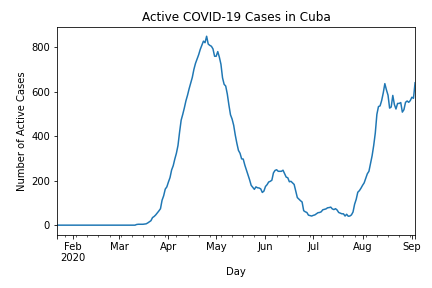 Active COVID-19 Cases in Cuba
800
600
400
200
0
Number of Active Cases
Feb Mar Apr May Jun Jul Aug Sep
2020
Day